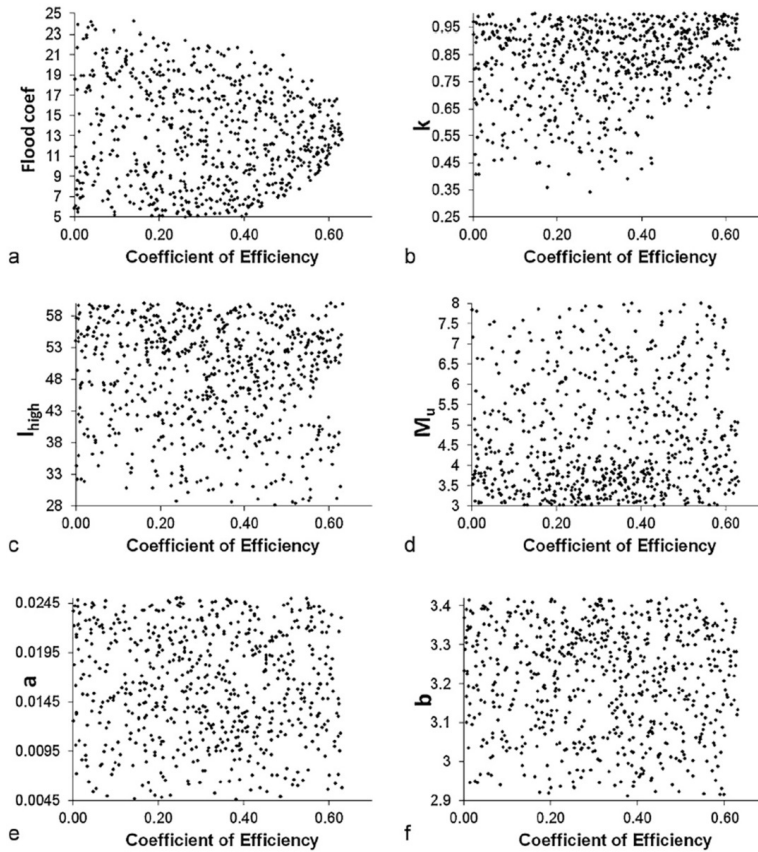 25
23
21
19
17
15
13
11
9
7
5
Flood coef
0.00 0.20 0.40 0.60
Coefficient of Efficiency
a
0.95
0.85
0.75
0.65
0.55
0.45
0.35
0.25
k
0.00 0.20 0.40 0.60
Coefficient of Efficiency
b
58
53
48
43
38
33
28
Ihigh
0.00 0.20 0.40 0.60
Coefficient of Efficiency
c
8
7.5
7
6.5
6
5.5
5
4.5
4
3.5
3
Mu
0.00 0.20 0.40 0.60
Coefficient of Efficiency
d
0.0245
0.0195
0.0145
0.0095
0.0045
a
0.00 0.20 0.40 0.60
Coefficient of Efficiency
e
3.4
3.3
3.2
3.1
3
2.9
b
0.00 0.20 0.40 0.60
Coefficient of Efficiency
f